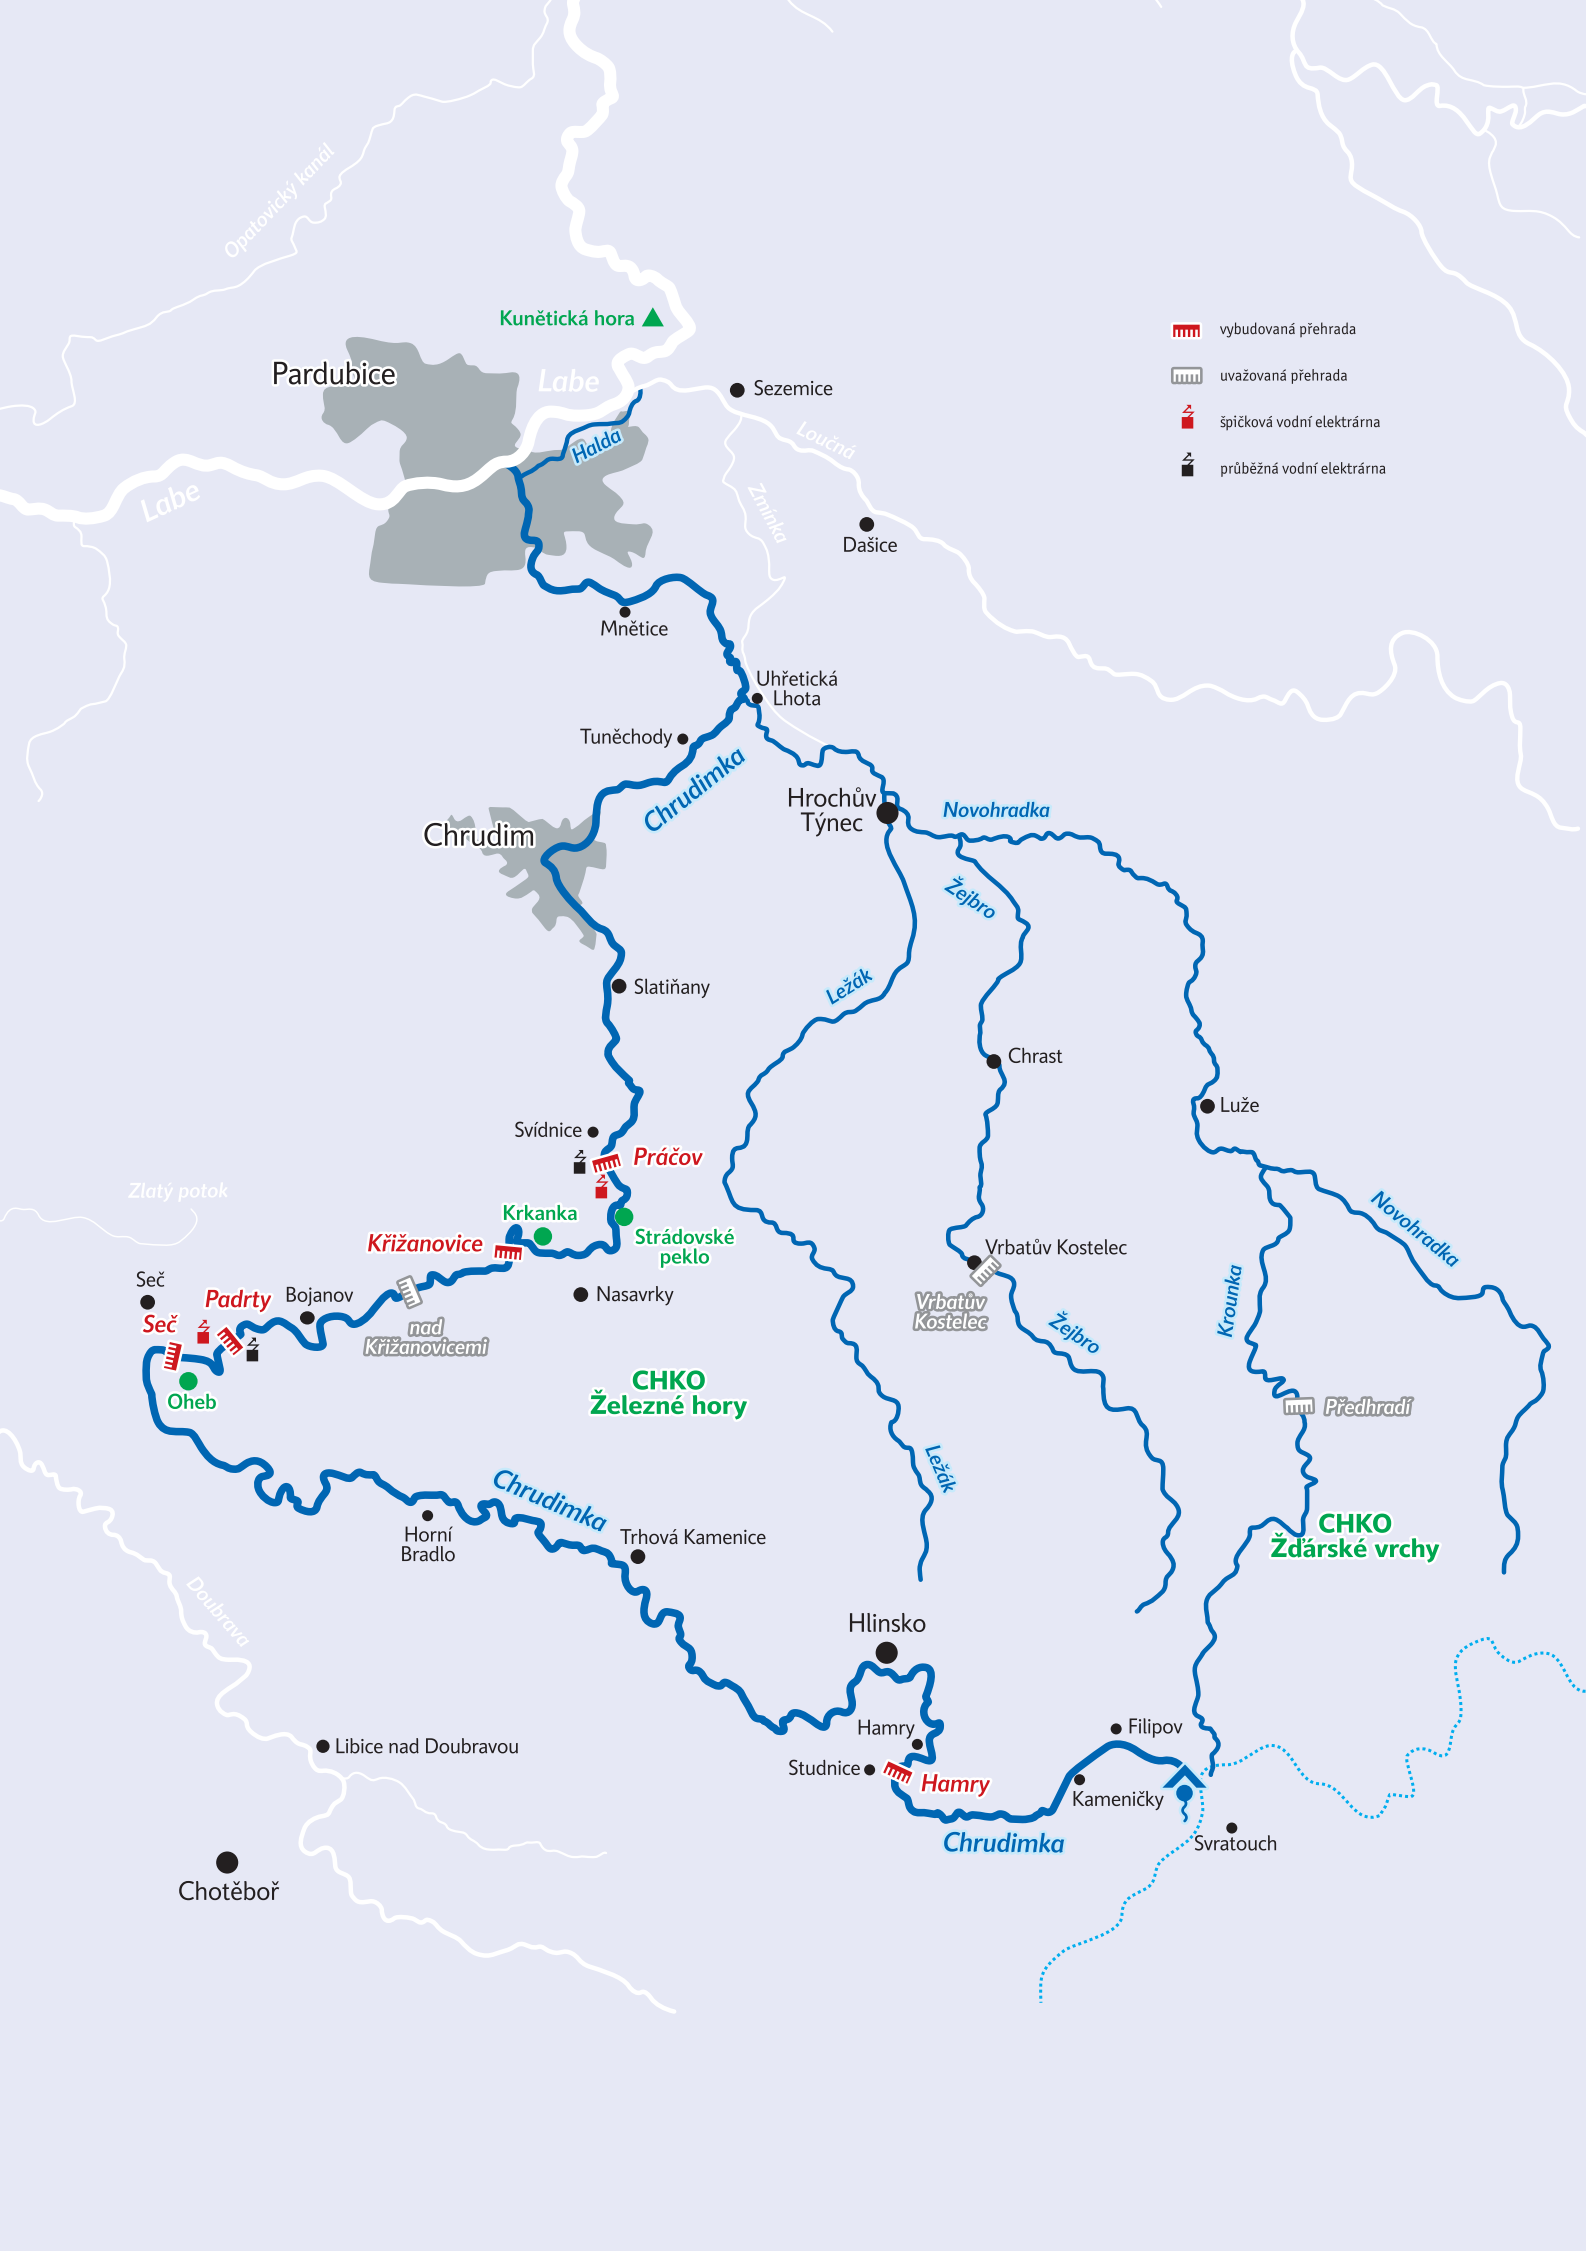 Opatovický kanál
Kunětická hora
Pardubice
Labe
Sezemice
vybudovaná přehrada
uvažovaná přehrada
špičková vodní elektrárna
průběžná vodní elektrárna
Halda
Loučná
Labe
Zmínka
Dašice
Mnětice
Uhřetická
Lhota
Tuněchody
Chrudimka
Hrochův
Týnec
Novohradka
Chrudim
Žejbro
Ležák
Slatiňany
Chrast
Luže
Svídnice
Práčov
Zlatý potok
Krkanka
Strádovské
peklo
Křižanovice
Novohradka
Vrbatův Kostelec
Seč
Padrty
Bojanov
Nasavrky
Vrbatův
Kostelec
Krounka
Seč
nad
Křižanovicemi
Žejbro
Oheb
CHKO
Železné hory
Předhradí
Ležák
Chrudimka
CHKO
Žďárské vrchy
Horní
Bradlo
Trhová Kamenice
Doubrava
Hlinsko
Hamry
Filipov
Libice nad Doubravou
Studnice
Hamry
Kameničky
Chrudimka
Svratouch
Chotěboř